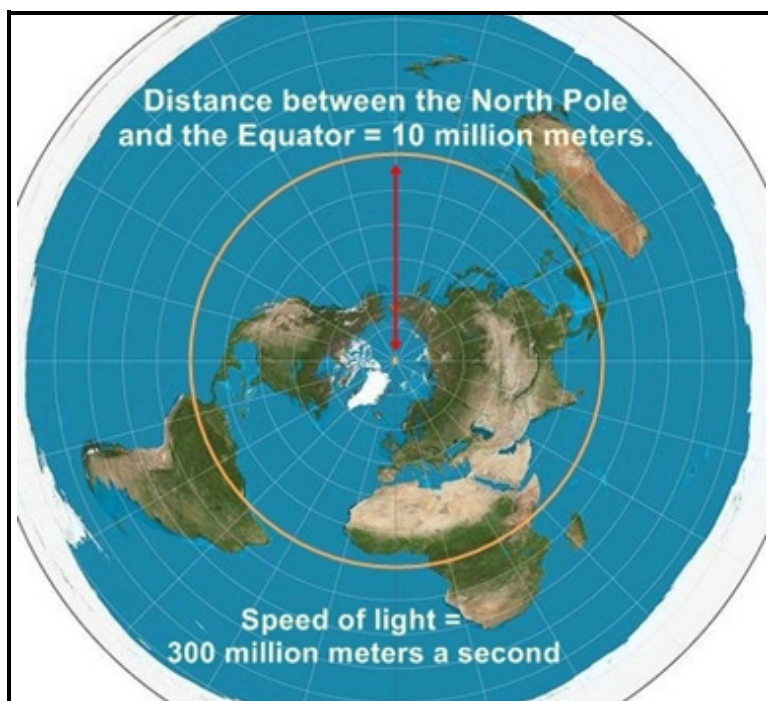 Distance between the North Pole
and the Equator = 10 million meters.
Speed of light =
300 million meters a second